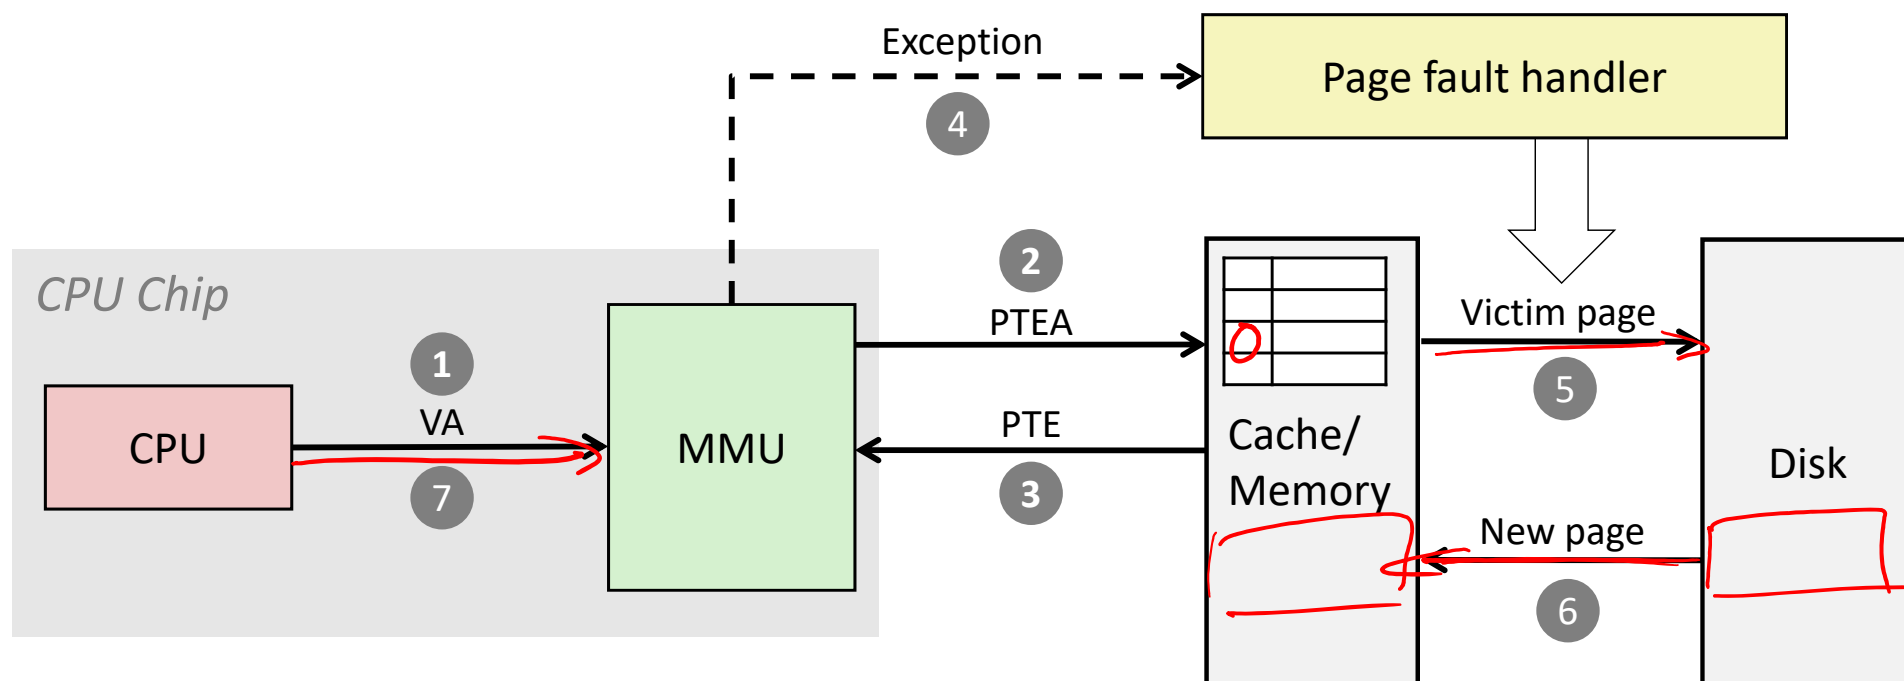 Exception
Page fault handler
4
CPU Chip
2
PTEA
Victim page
1
5
VA
PTE
CPU
MMU
Cache/
Memory
Disk
7
3
New page
6